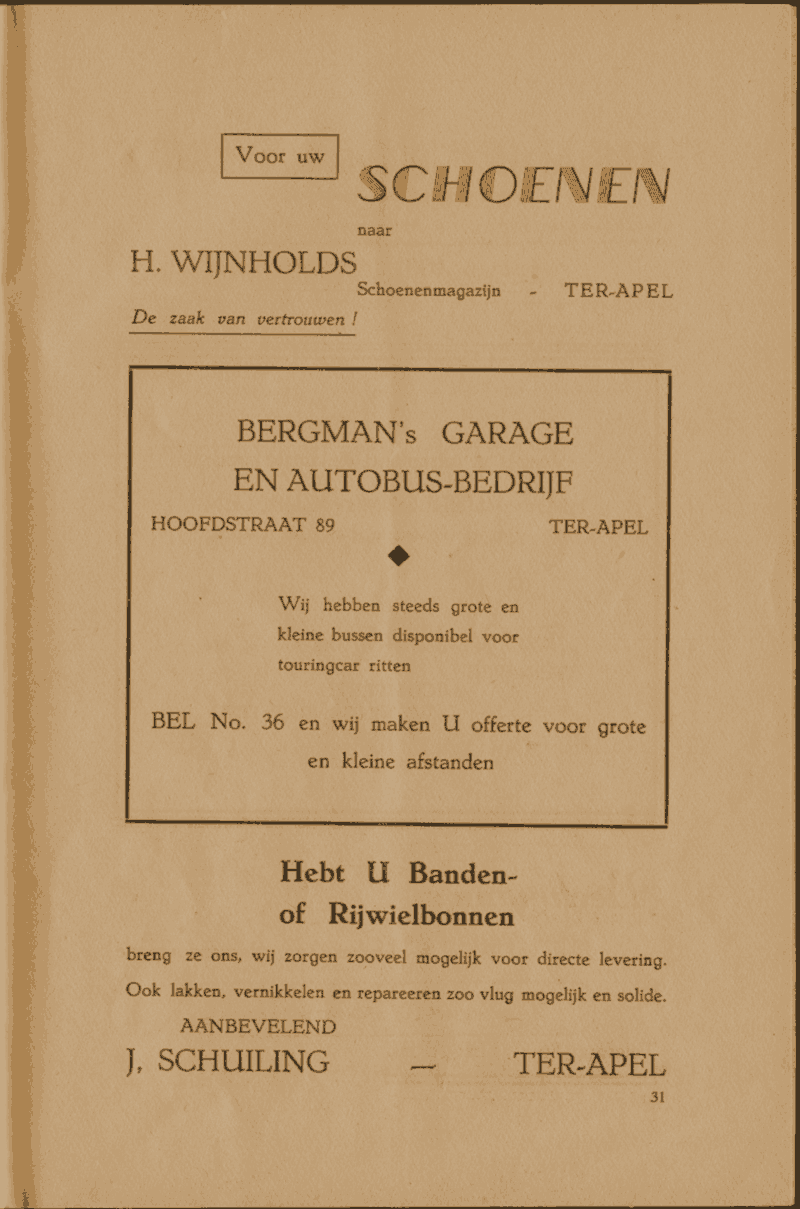 Voor uw
SCHOENEN
naar
H. WIJNHOLDS
Schoenenmagazijn - TER-APEL
De zaak van vertrouwen !
BERGMAN's GARAGE
EN AUTOBUS-BEDRIJF
HOOFDSTRAAT 89 TER-APEL
Wij hebben steeds grote en
kleine bussen disponibel voor
touringcar ritten
BEL No. 36 en wij maken U offerte voor grote
en kleine afstanden
Hebt U Banden-
of Rijwielbonnen
breng ze ons, wij zorgen zooveel mogelijk voor directe levering.
Ook lakken, vernikkelen en repareeren zoo vlug mogelijk en solide.
AANBEVELEND
J. SCHUILING — TER-APEL
31